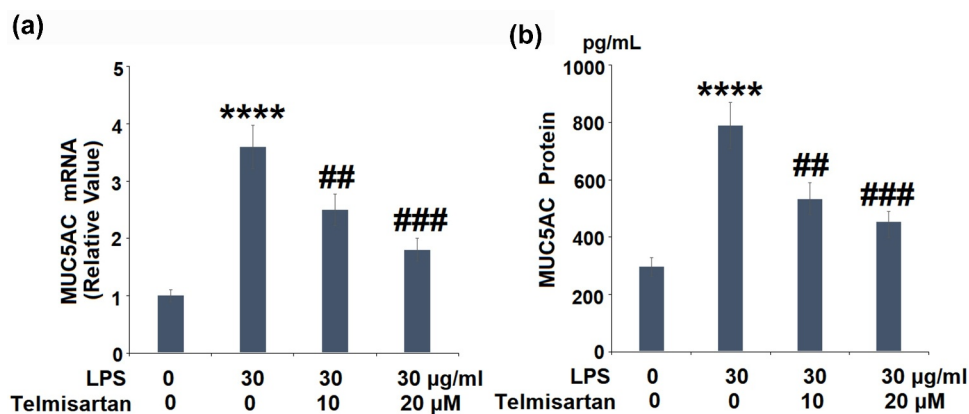 (a)
MUC5AC mRNA
(Relative Value)
5
4
3
2
1
0
****
##
###
LPS 0 30 30 30 µg/ml
Telmisartan 0 0 10 20 µM
(b)
pg/mL
MUC5AC Protein
1000
800
600
400
200
0
****
##
###
LPS 0 30 30 30 µg/ml
Telmisartan 0 0 10 20 µM